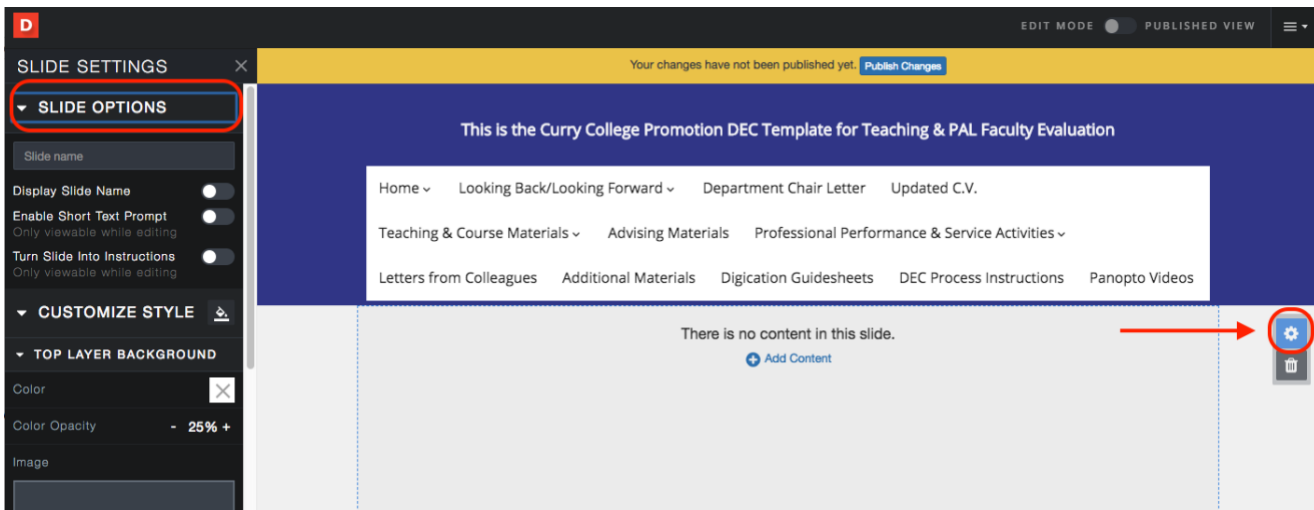 D
EDIT MODE PUBLISHED VIEW
SLIDE SETTINGS
SLIDE OPTIONS
Slide name
Display Slide Name
Enable Short Text Prompt
Only viewable while editing
Turn Slide Into Instructions
Only viewable while editing
CUSTOMIZE STYLE
TOP LAYER BACKGROUND
Color
Color Opacity - 25% +
Image
Your changes have not been published yet. Publish Changes
This is the Curry College Promotion DEC Template for Teaching & PAL Faculty Evaluation
Home Looking Back/Looking Forward Department Chair Letter Updated C.V.
Teaching & Course Materials Advising Materials Professional Performance & Service Activities
Letters from Colleagues Additional Materials Digication Guidesheets DEC Process Instructions Panopto Videos
There is no content in this slide.
Add Content